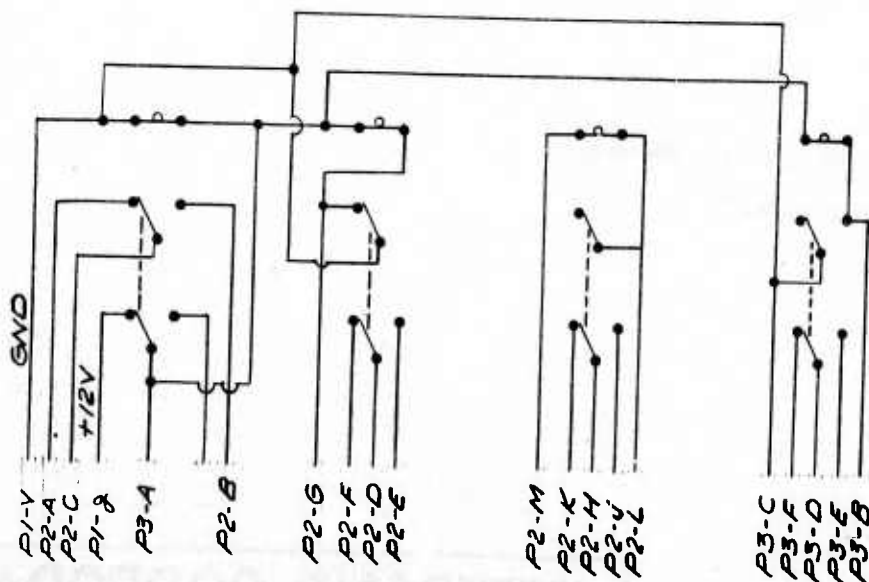 GND
+12V
P1-V
P2-A
P2-C
P1-g
P3-A
P2-B
P2-G
P2-F
P2-D
P2-E
P2-M
P2-K
P2-H
P2-J
P2-L
P3-C
P3-F
P3-D
P3-E
P3-B